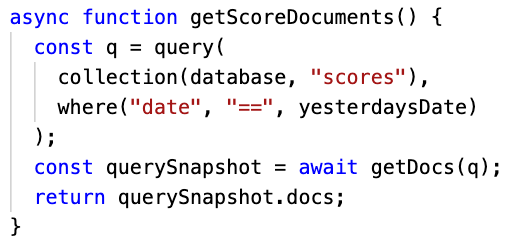 async function getScoreDocuments() {
  const q = query(
    collection(database, "scores"),
    where("date", "==", yesterdaysDate)
  );
  const querySnapshot = await getDocs(q);
  return querySnapshot.docs;
}